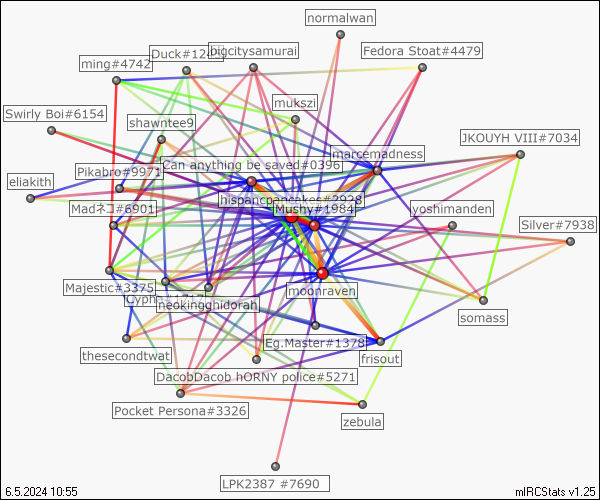 normalwan
Duck#124
bigcitysamurai
Fedora Stoat#4479
ming#4742
mukszi
Swirly Boi#6154
shawntee9
JKOUYH VIII#7034
marcemadness
Can anything be saved#0396
Pikabro#9971
eliakith
hispancpancakes#2928
Mushy#1984
Madネコ#6901
yoshimanden
Silver#7938
Majestic#3375
moonraven
neokingghidorah
somass
Eg.Master#1378
thesecondtwat
frisout
DacobDacob hORNY police#5271
Pocket Persona#3326
zebula
LPK2387 #7690
6.5.2024 10:55
mIRCStats v1.25